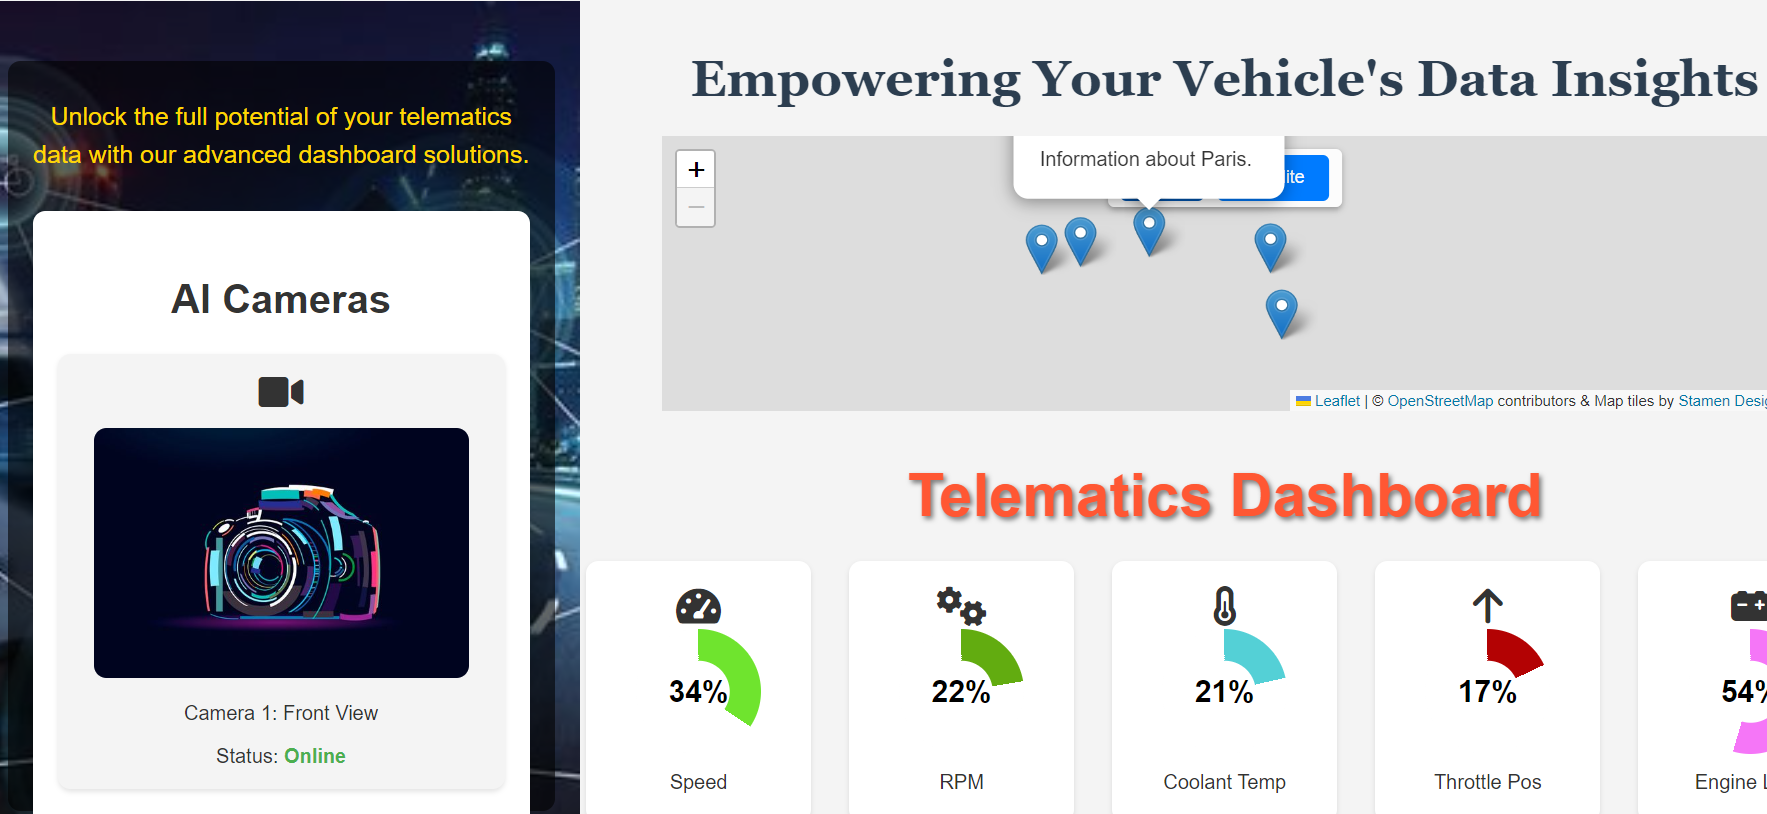 Unlock the full potential of your telematics
data with our advanced dashboard solutions.
AI Cameras
Camera 1: Front View
Status: Online
Empowering Your Vehicle's Data Insights
+
−
Information about Paris.
Leaflet | © OpenStreetMap contributors & Map tiles by Stamen
Telematics Dashboard
34%
Speed
22%
RPM
21%
Coolant Temp
17%
Throttle Pos
54%
Engine